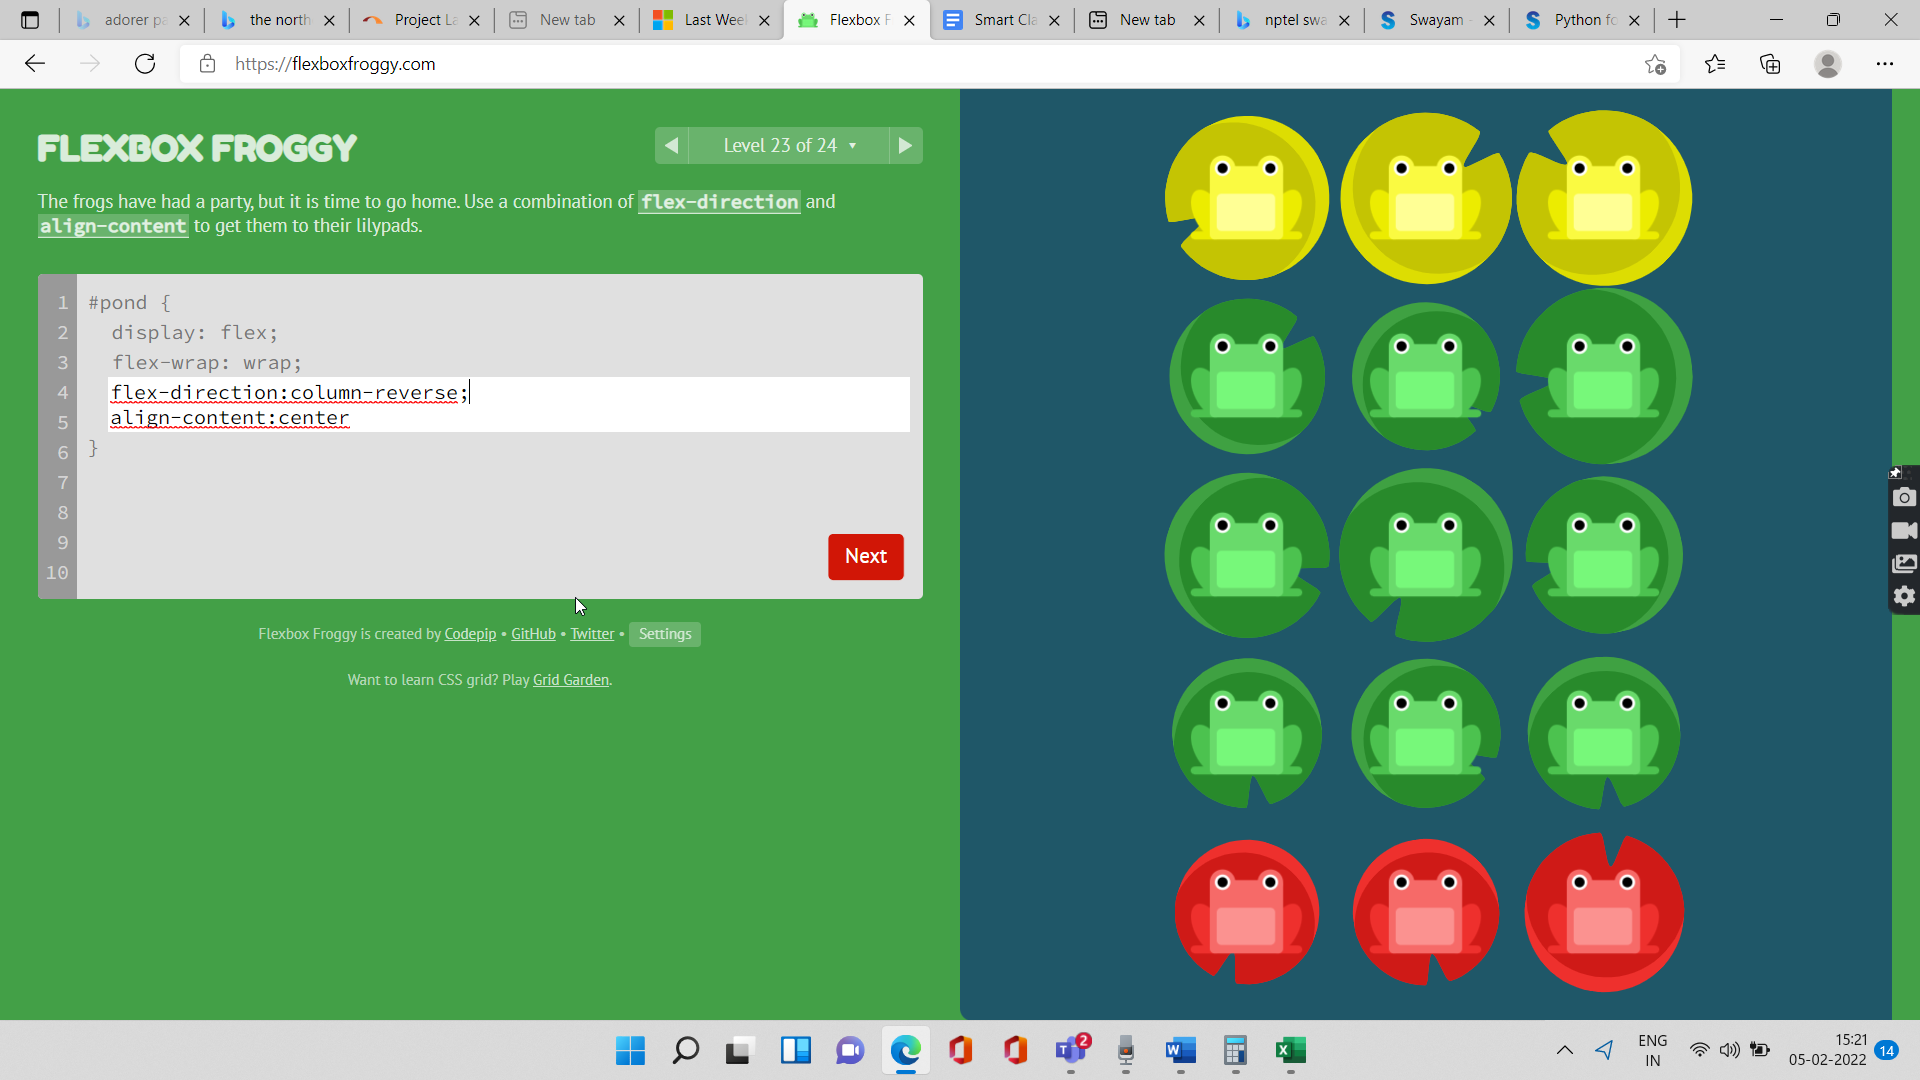 adorer pa
the north
Project La
New tab
Last Wee
Flexbox F
Smart Cla
New tab
nptel swa
Swayam -
Python fo
https://flexboxfroggy.com
FLEXBOX FROGGY
Level 23 of 24 ▼
The frogs have had a party, but it is time to go home. Use a combination of flex-direction and
align-content to get them to their lilypads.
1 #pond {
2 display: flex;
3 flex-wrap: wrap;
4 flex-direction:column-reverse;
5 align-content:center
6 }
7
8
9
10
Next
Flexbox Froggy is created by Codepip • GitHub • Twitter • Settings
Want to learn CSS grid? Play Grid Garden.
2
ENG
IN
15:21
05-02-2022
14